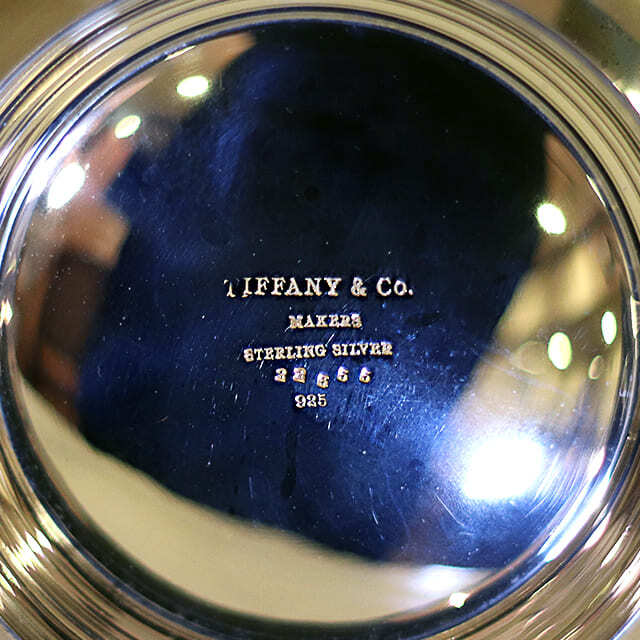 TIFFANY & CO.
MAKERS
STERLING SILVER
925